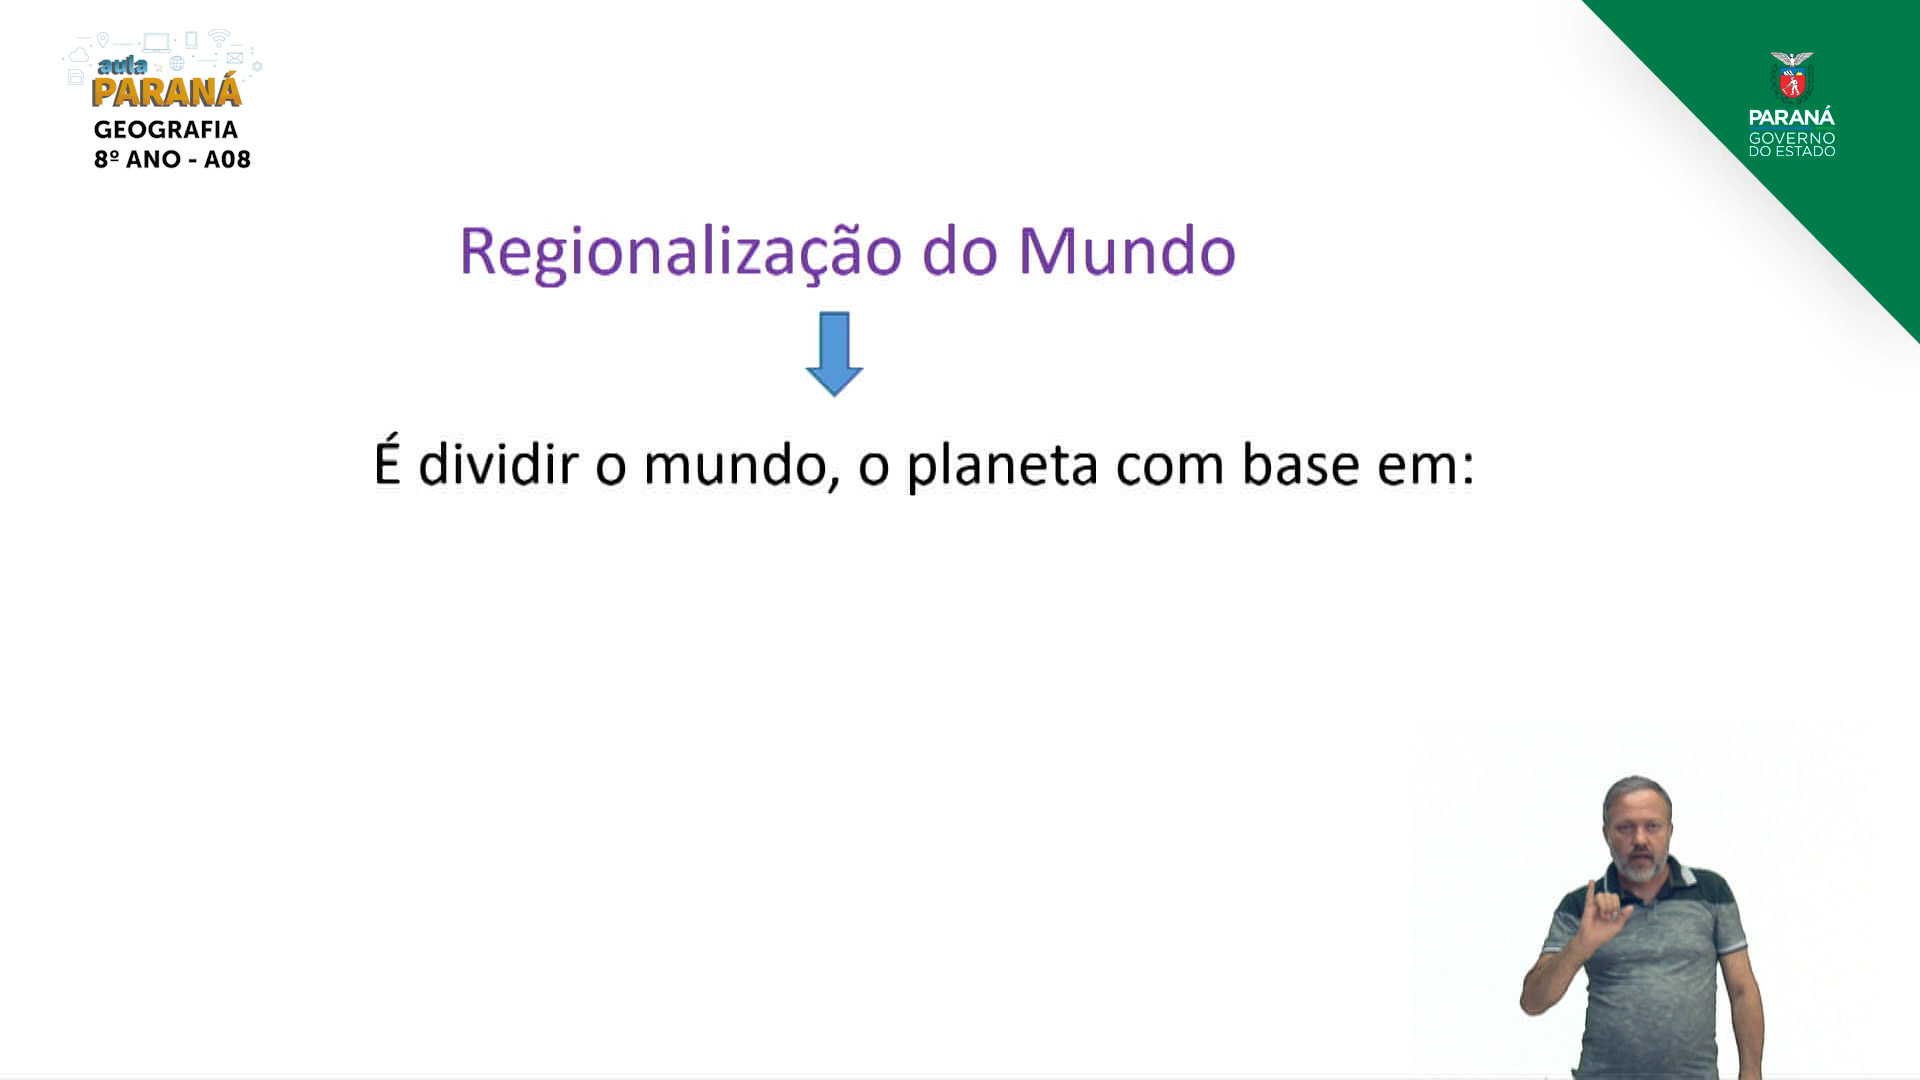 aula
PARANÁ
GEOGRAFIA
8º ANO - A08
PARANÁ
GOVERNO
DO ESTADO
Regionalização do Mundo
É dividir o mundo, o planeta com base em: